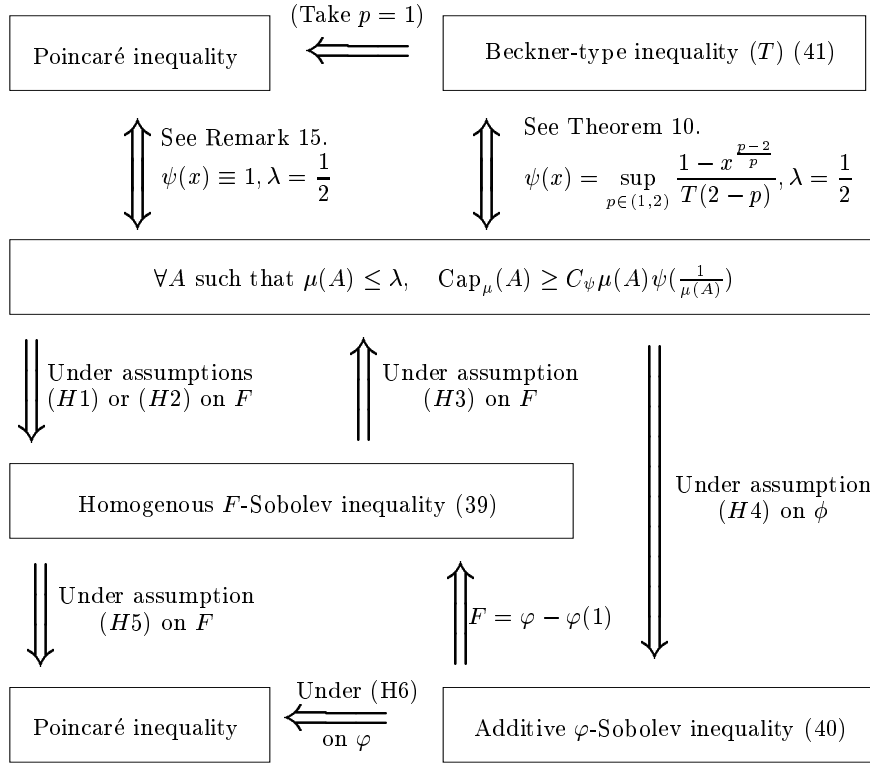 (Take p = 1)
Poincaré inequality
Beckner-type inequality (T) (41)
See Remark 15.
ψ(x) ≡ 1, λ = 1/2
See Theorem 10.
ψ(x) = sup_{p∈(1,2)} (1 − x^{(p−2)/p}) / T(2 − p), λ = 1/2
∀A such that μ(A) ≤ λ, Cap_μ(A) ≥ C_ψ μ(A)ψ(1/μ(A))
Under assumptions
(H1) or (H2) on F
Under assumption
(H3) on F
Under assumption
(H4) on ϕ
Homogenous F-Sobolev inequality (39)
Under assumption
(H5) on F
F = φ − φ(1)
Poincaré inequality
Under (H6)
on φ
Additive φ-Sobolev inequality (40)